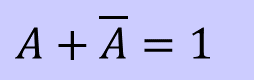 A + A̅ = 1